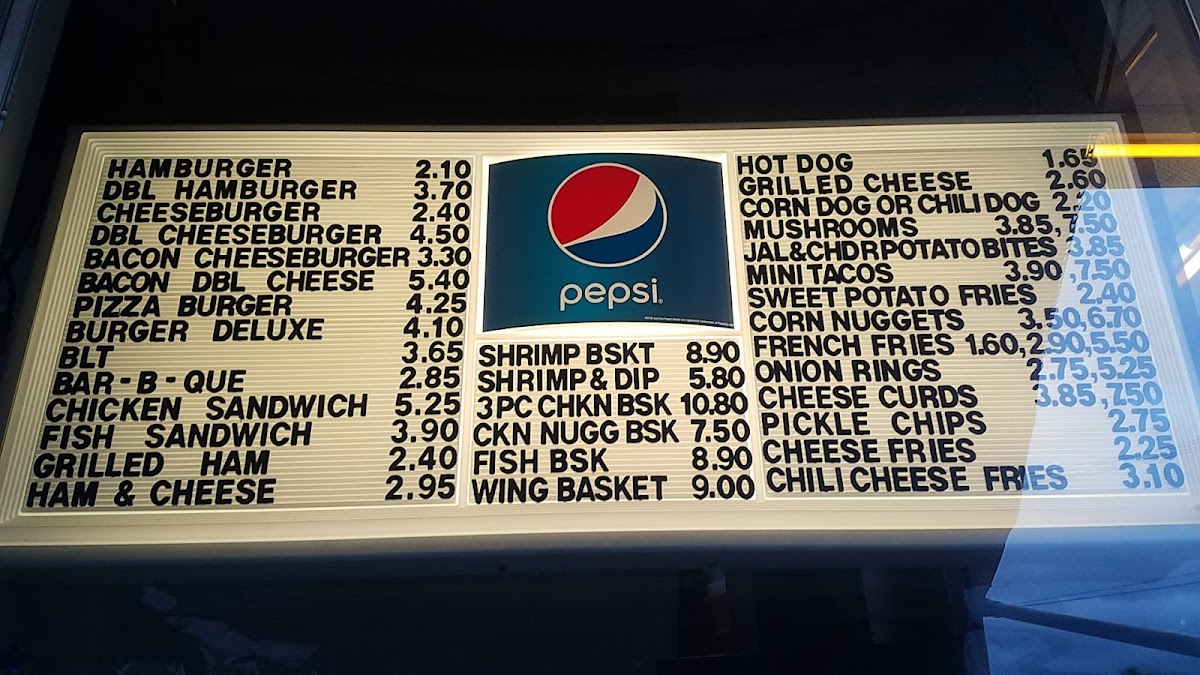 HAMBURGER 2.10
DBL HAMBURGER 3.70
CHEESEBURGER 2.40
DBL CHEESEBURGER 4.50
BACON CHEESEBURGER 3.30
BACON DBL CHEESE 5.40
PIZZA BURGER 4.25
BURGER DELUXE 4.10
BLT 3.65
BAR-B-QUE 2.85
CHICKEN SANDWICH 5.25
FISH SANDWICH 3.90
GRILLED HAM 2.40
HAM & CHEESE 2.95
pepsi
SHRIMP BSKT 8.90
SHRIMP & DIP 5.80
3PC CHKN BSK 10.80
CKN NUGG BSK 7.50
FISH BSK 8.90
WING BASKET 9.00
HOT DOG 1.65
GRILLED CHEESE 2.60
CORN DOG OR CHILI DOG 2.20
MUSHROOMS 3.85,7.50
JAL&CHDR POTATO BITES 3.85
MINI TACOS 3.90,7.50
SWEET POTATO FRIES 2.40
CORN NUGGETS 3.50,6.70
FRENCH FRIES 1.60,2.90,5.50
ONION RINGS 2.75,5.25
CHEESE CURDS 3.85,7.50
PICKLE CHIPS 2.75
CHEESE FRIES 2.25
CHILI CHEESE FRIES 3.10